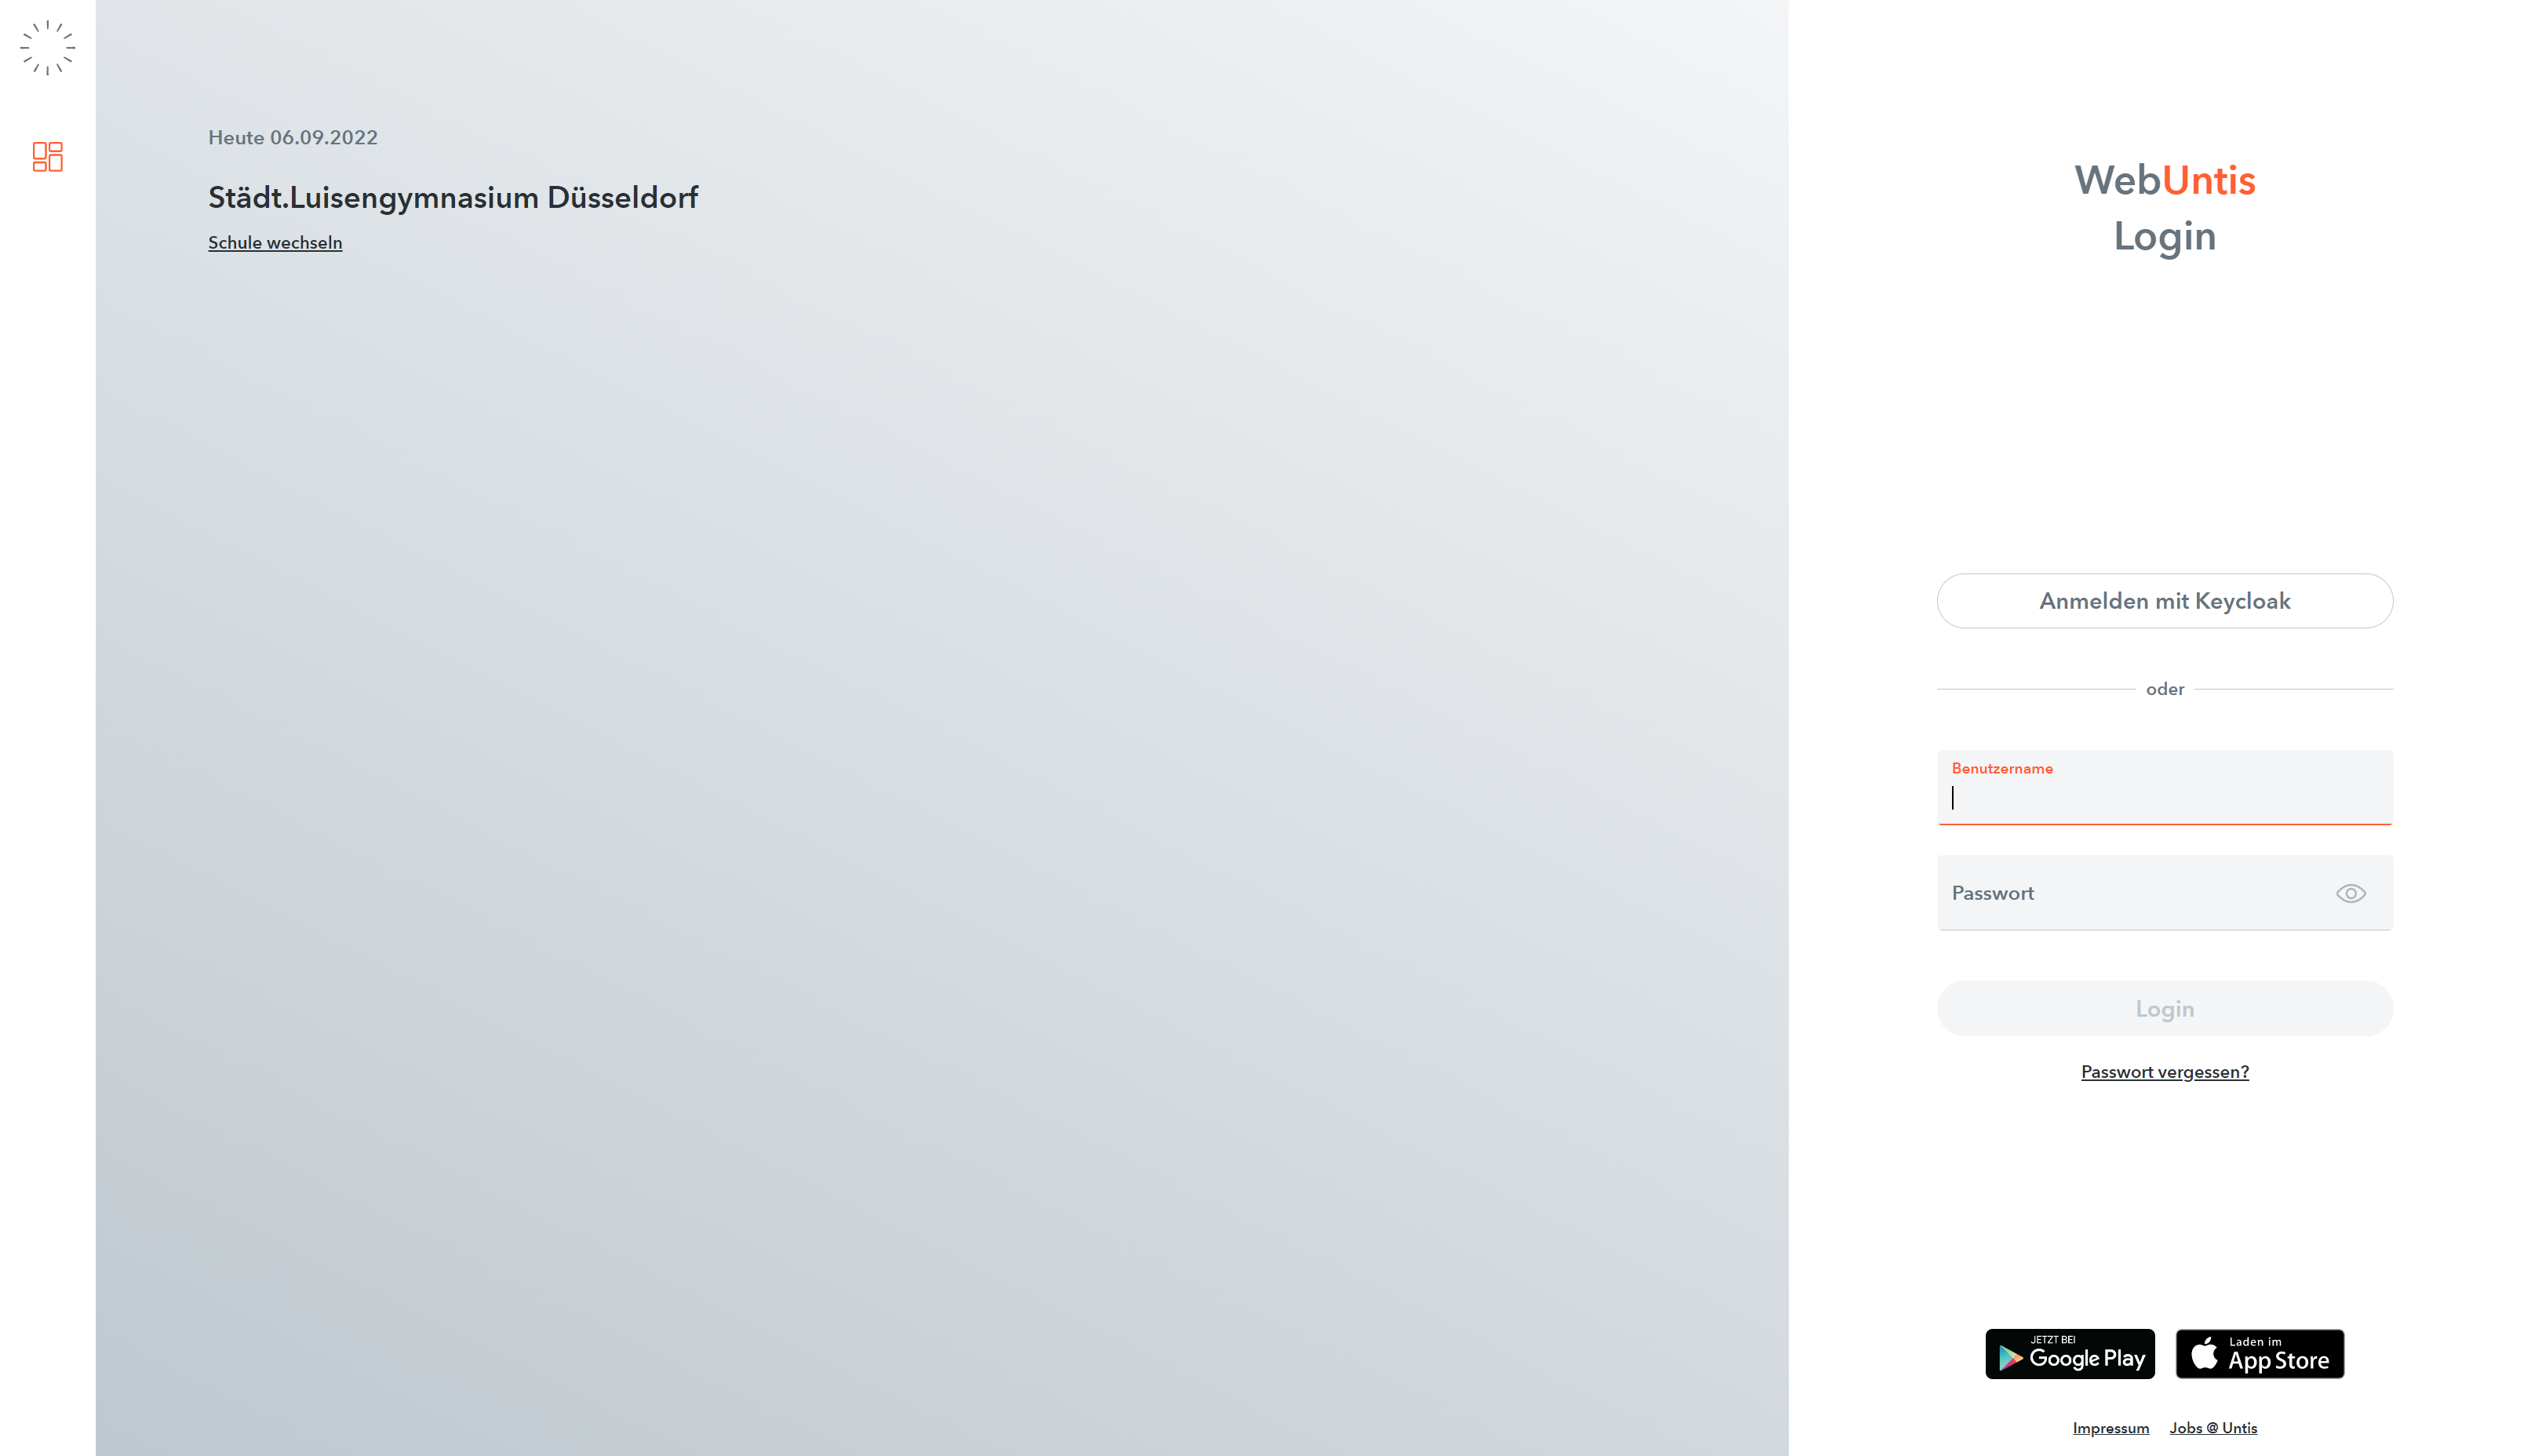 Heute 06.09.2022
Städt.Luisengymnasium Düsseldorf
Schule wechseln
WebUntis
Login
Anmelden mit Keycloak
oder
Benutzername
Passwort
Login
Passwort vergessen?
JETZT BEI
Google Play
Laden im
App Store
Impressum Jobs @ Untis